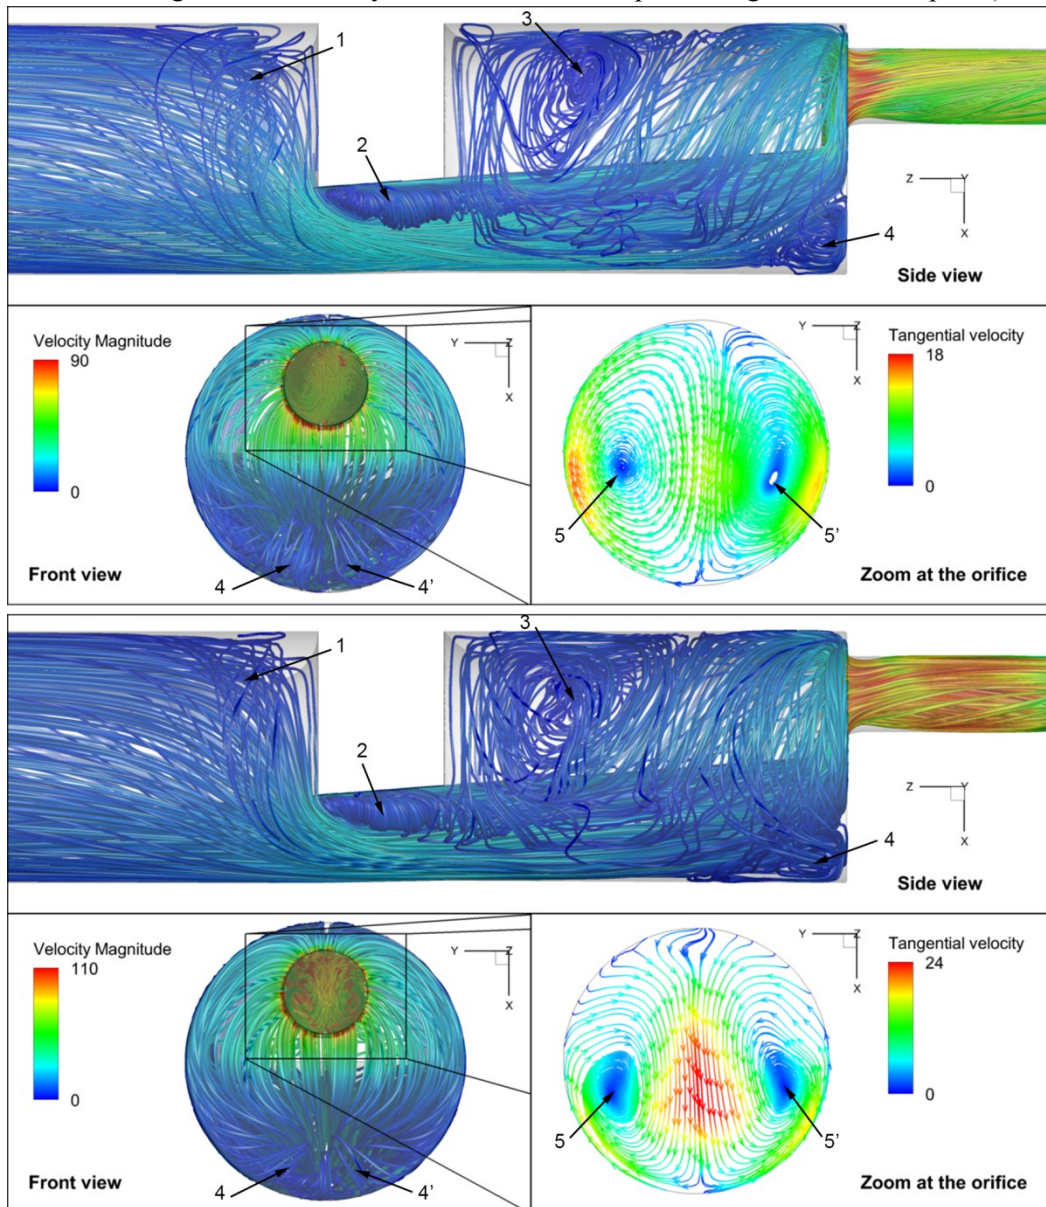 1
3
2
Z
Y
X
4
Side view
Velocity Magnitude
90
0
Y
Z
X
Front view
4
4'
Y
Z
X
Tangential velocity
18
0
5
5'
Zoom at the orifice
1
3
2
Z
Y
X
4
Side view
Velocity Magnitude
110
0
Y
Z
X
Front view
4
4'
Y
Z
X
Tangential velocity
24
0
5
5'
Zoom at the orifice